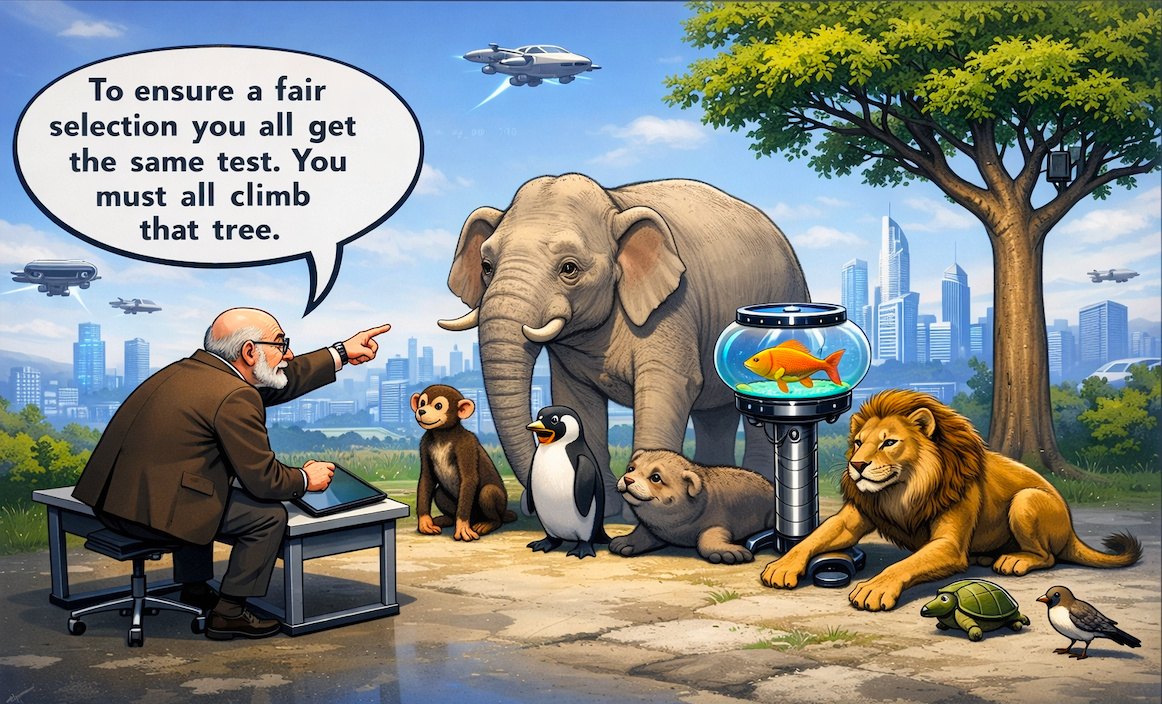 To ensure a fair
selection you all get
the same test. You
must all climb
that tree.